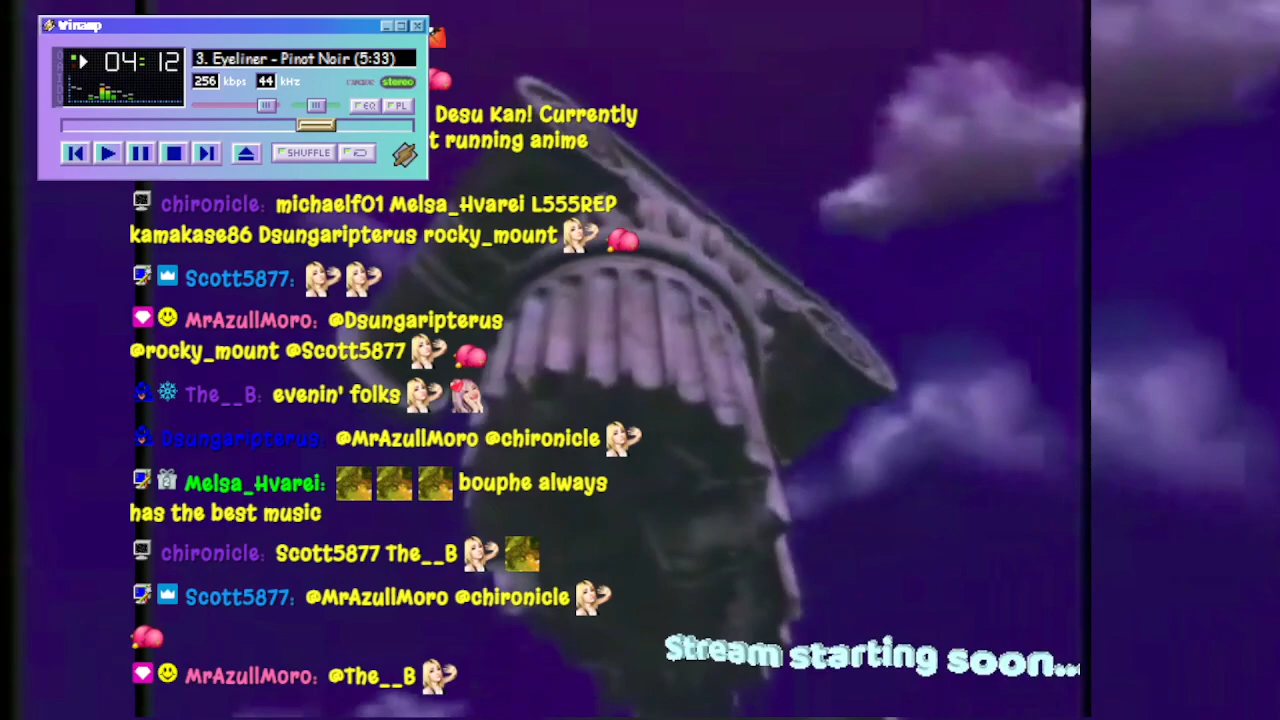 Winamp
04:12
3. Eyeliner - Pinot Noir (5:33)
256 kbps 44 kHz stereo
EQ PL
SHUFFLE
Desu Kan! Currently
t running anime
chironicle: michaelf01 Melsa_Hvarei L555REP
kamakase86 Dsungaripterus rocky_mount
Scott5877:
MrAzullMoro: @Dsungaripterus
@rocky_mount @Scott5877
The__B: evenin' folks
Dsungaripterus: @MrAzullMoro @chironicle
2 Melsa_Hvarei: bouphe always
has the best music
chironicle: Scott5877 The__B
Scott5877: @MrAzullMoro @chironicle
MrAzullMoro: @The__B
Stream starting soon...